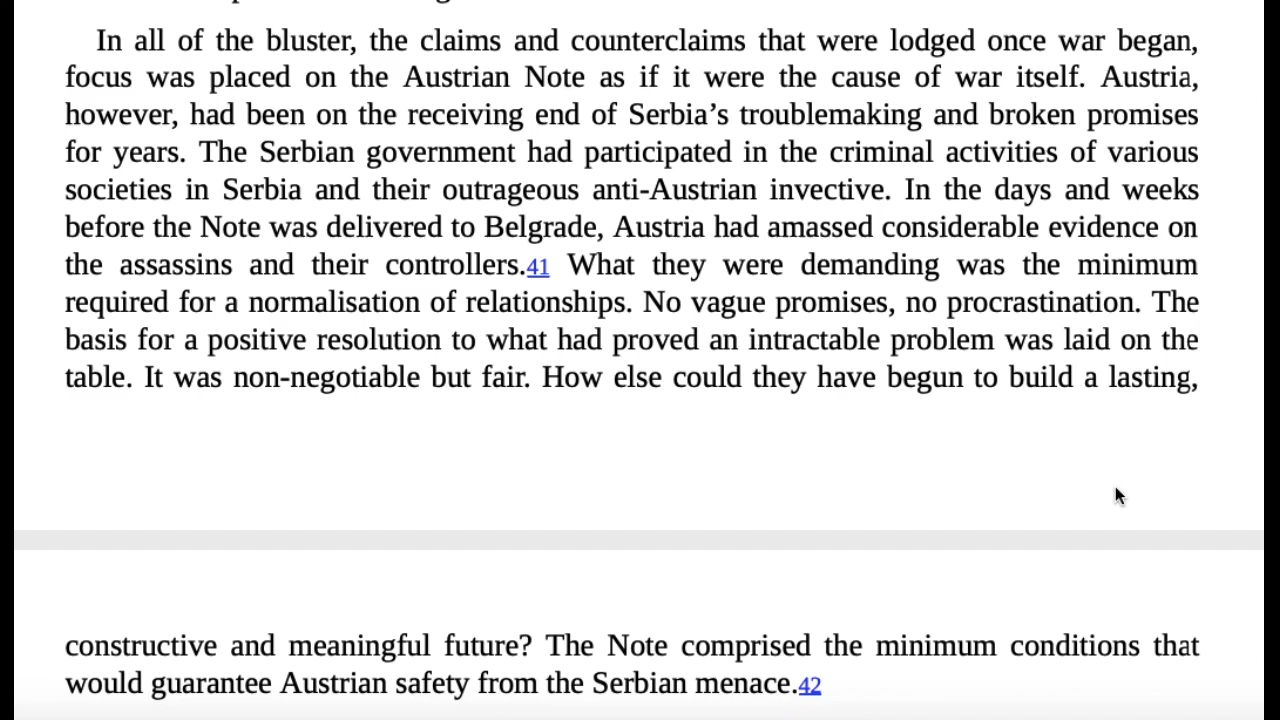 In all of the bluster, the claims and counterclaims that were lodged once war began,
focus was placed on the Austrian Note as if it were the cause of war itself. Austria,
however, had been on the receiving end of Serbia’s troublemaking and broken promises
for years. The Serbian government had participated in the criminal activities of various
societies in Serbia and their outrageous anti-Austrian invective. In the days and weeks
before the Note was delivered to Belgrade, Austria had amassed considerable evidence on
the assassins and their controllers.41 What they were demanding was the minimum
required for a normalisation of relationships. No vague promises, no procrastination. The
basis for a positive resolution to what had proved an intractable problem was laid on the
table. It was non-negotiable but fair. How else could they have begun to build a lasting,
constructive and meaningful future? The Note comprised the minimum conditions that
would guarantee Austrian safety from the Serbian menace.42